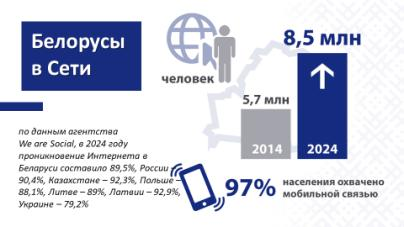 Белорусы
в Сети
человек
8,5 млн
5,7 млн
2014
2024
по данным агентства
We are Social, в 2024 году
проникновение Интернета в
Беларуси составило 89,5%, России –
90,4%, Казахстане – 92,3%, Польше –
88,1%, Литве – 89%, Латвии – 92,9%,
Украине – 79,2%
97%
населения охвачено
мобильной связью